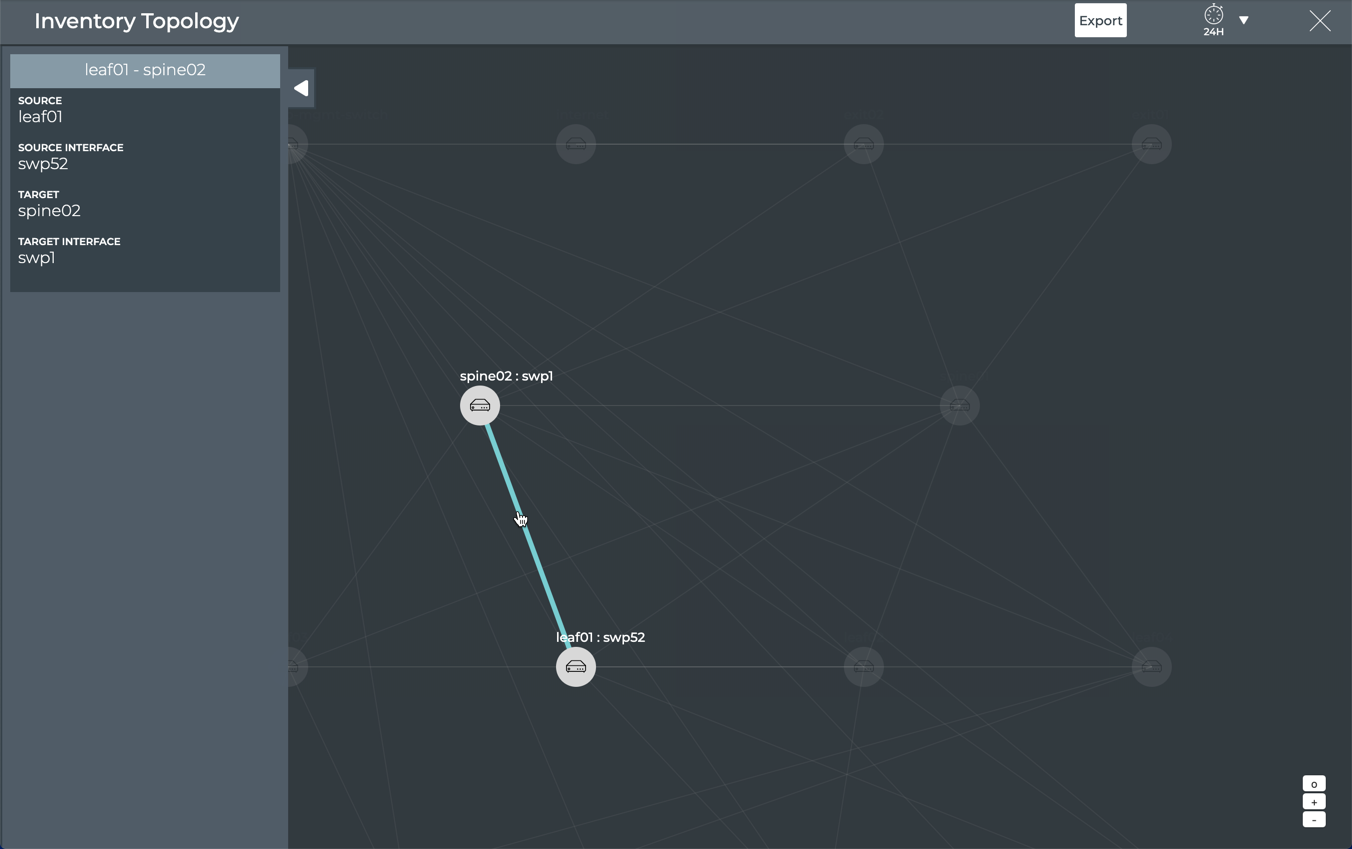 Inventory Topology
Export
24H
leaf01 - spine02
SOURCE
leaf01
SOURCE INTERFACE
swp52
TARGET
spine02
TARGET INTERFACE
swp1
spine02 : swp1
leaf01 : swp52
0
+
-